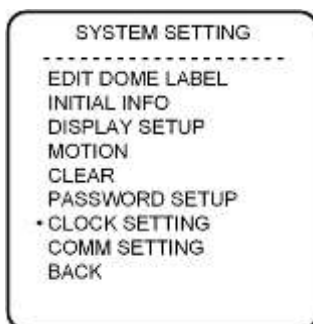 SYSTEM SETTING
EDIT DOME LABEL
INITIAL INFO
DISPLAY SETUP
MOTION
CLEAR
PASSWORD SETUP
• CLOCK SETTING
COMM SETTING
BACK